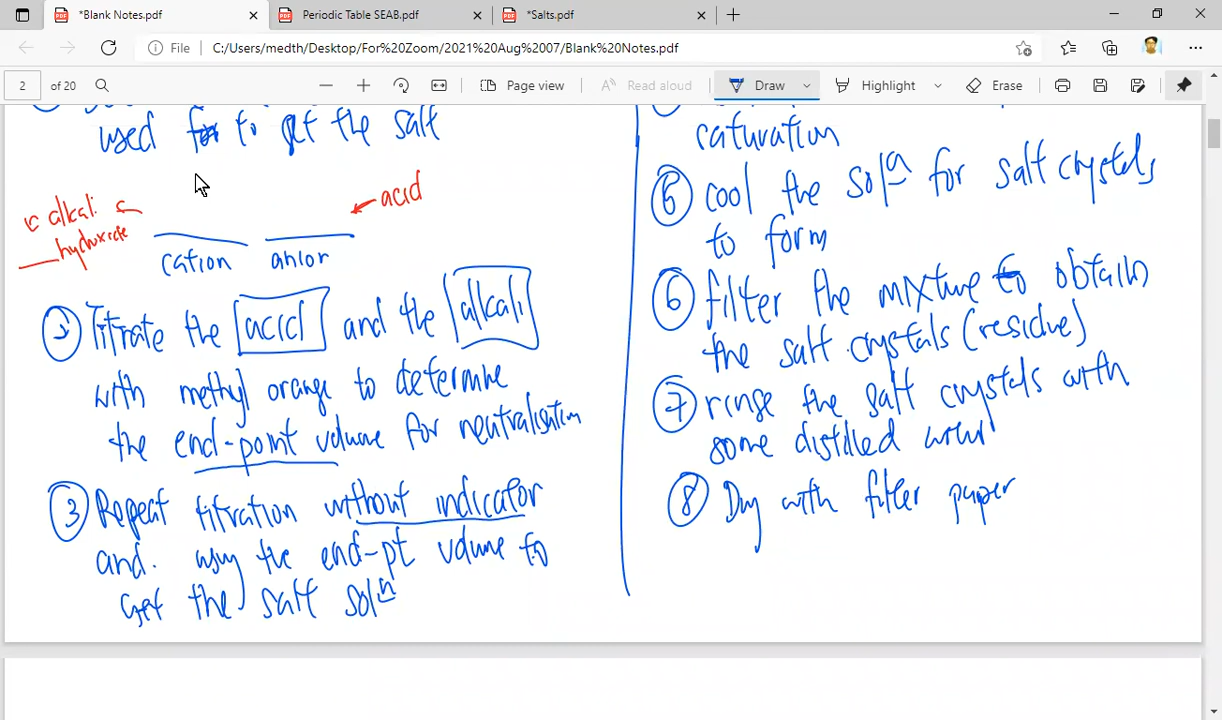 *Blank Notes.pdf
Periodic Table SEAB.pdf
*Salts.pdf
File C:/Users/medth/Desktop/For%20Zoom/2021%20Aug%2007/Blank%20Notes.pdf
2 of 20
Page view
Read aloud
Draw
Highlight
Erase
used to get the salt
alkali
hydroxide
acid
cation anion
② Titrate the acid and the alkali
with methyl orange to determine
the end-point volume for neutralisation
③ Repeat titration without indicator
and using the end-pt volume to
get the salt solⁿ
saturation
⑥ cool the solⁿ for salt crystals
to form
⑥ filter the mixture to obtain
the salt crystals (residue)
⑦ rinse the salt crystals with
some distilled water
⑧ Dry with filter paper